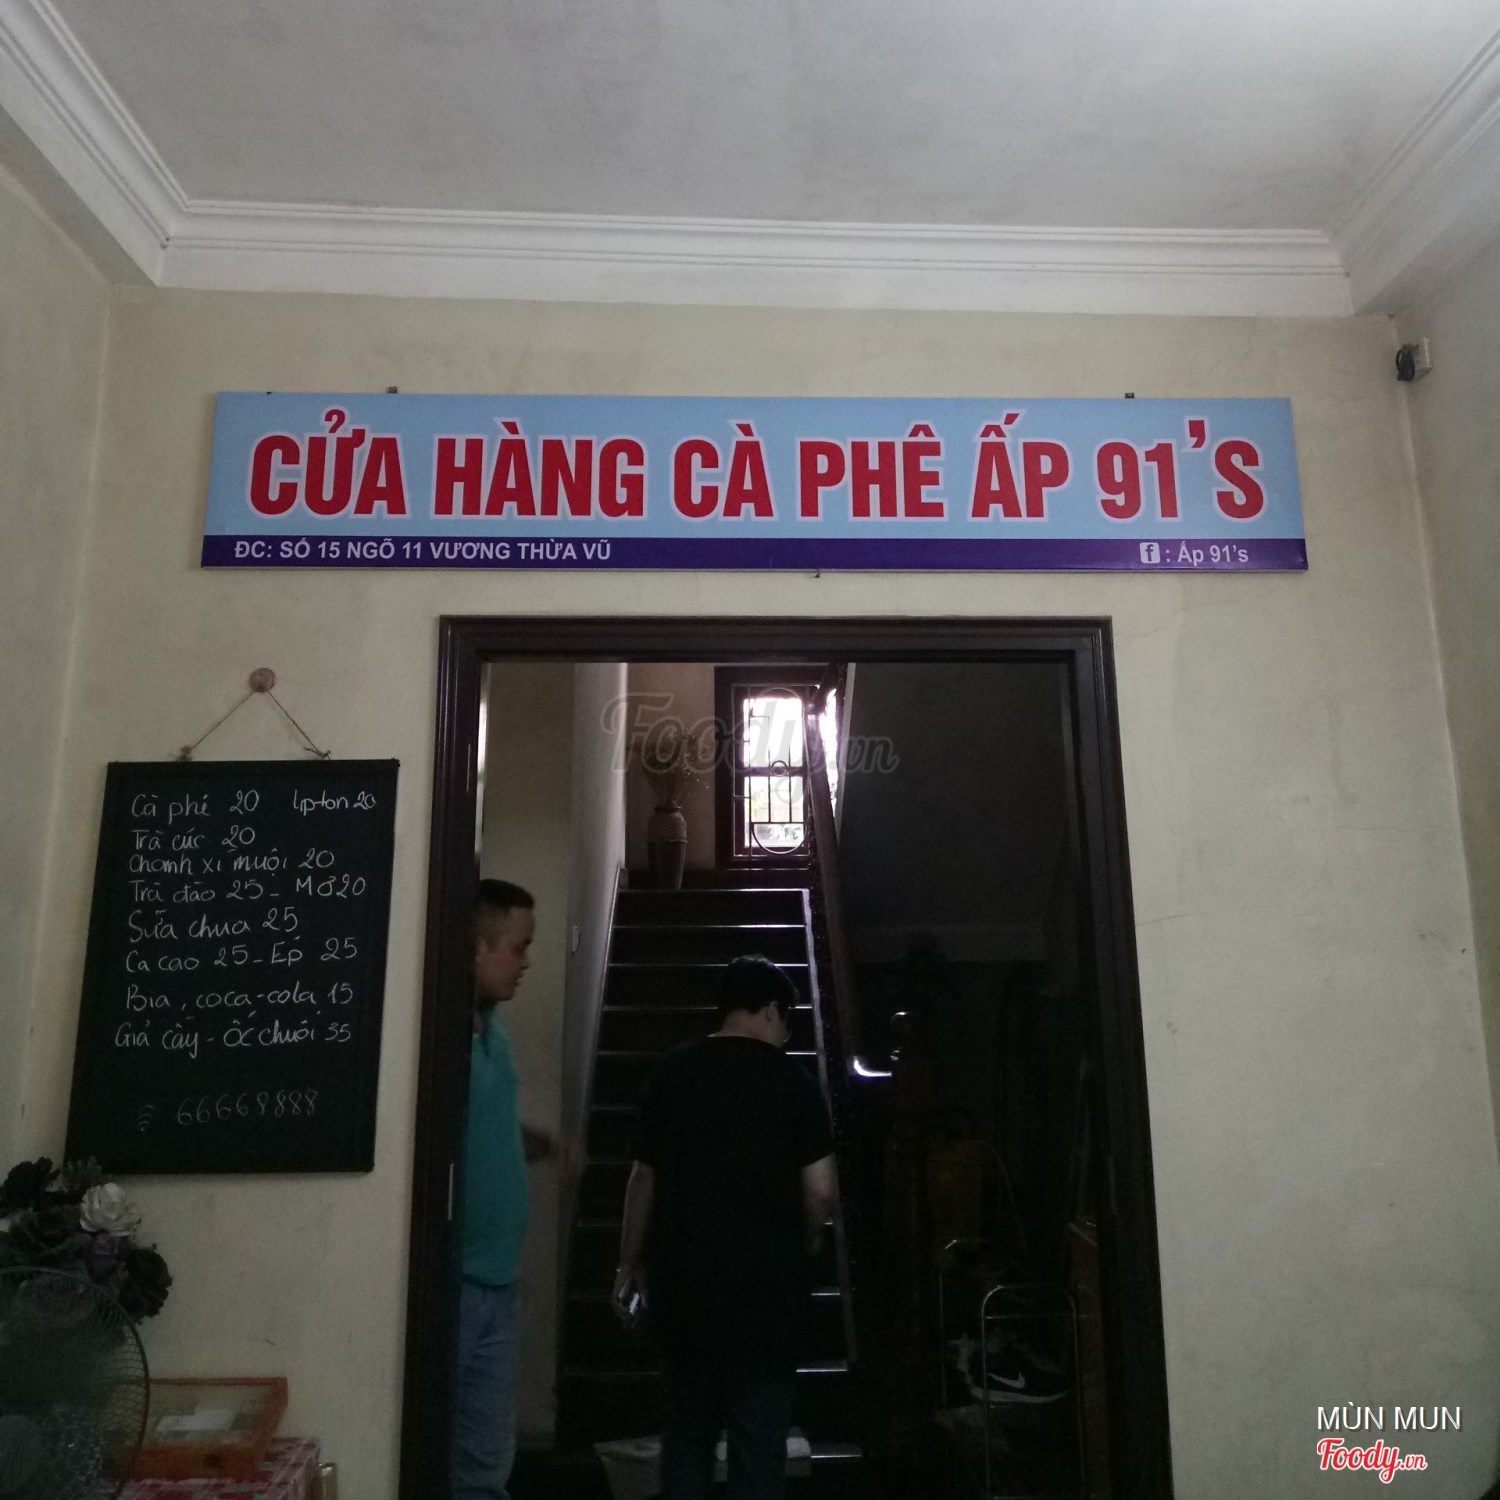 CỬA HÀNG CÀ PHÊ ẤP 91'S
ĐC: SỐ 15 NGÕ 11 VƯƠNG THỪA VŨ
f : Ấp 91's
Foody.vn
Cà phê 20 lipton 20
Trà cúc 20
Chanh xí muội 20
Trà đào 25 - Mơ 20
Sữa chua 25
Ca cao 25 - Ép 25
Bia, coca-cola 15
Giả cầy - Ốc chuối 35
66668888
MÙN MUN
Foody.vn